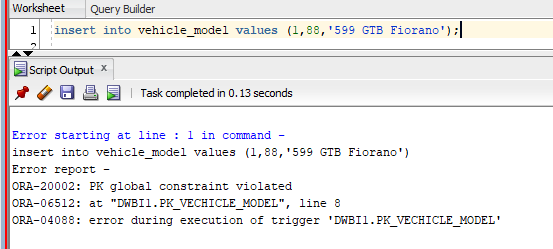 Worksheet Query Builder
1 insert into vehicle_model values (1,88,'599 GTB Fiorano');
2
Script Output x
Task completed in 0.13 seconds
Error starting at line : 1 in command -
insert into vehicle_model values (1,88,'599 GTB Fiorano')
Error report -
ORA-20002: PK global constraint violated
ORA-06512: at "DWBI1.PK_VECHICLE_MODEL", line 8
ORA-04088: error during execution of trigger 'DWBI1.PK_VECHICLE_MODEL'